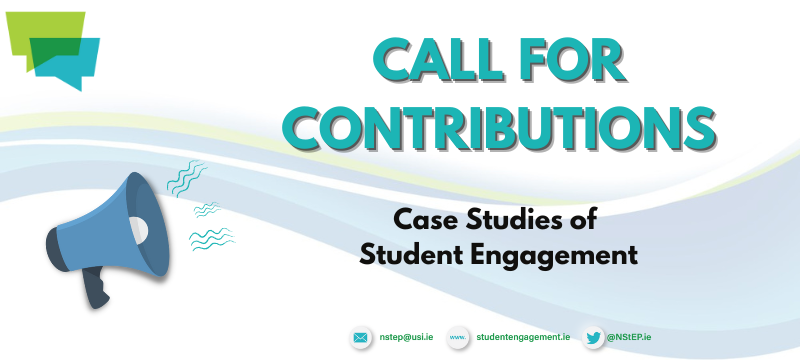 CALL FOR
CONTRIBUTIONS
Case Studies of
Student Engagement
nstep@usi.ie www. studentengagement.ie @NStEP.ie